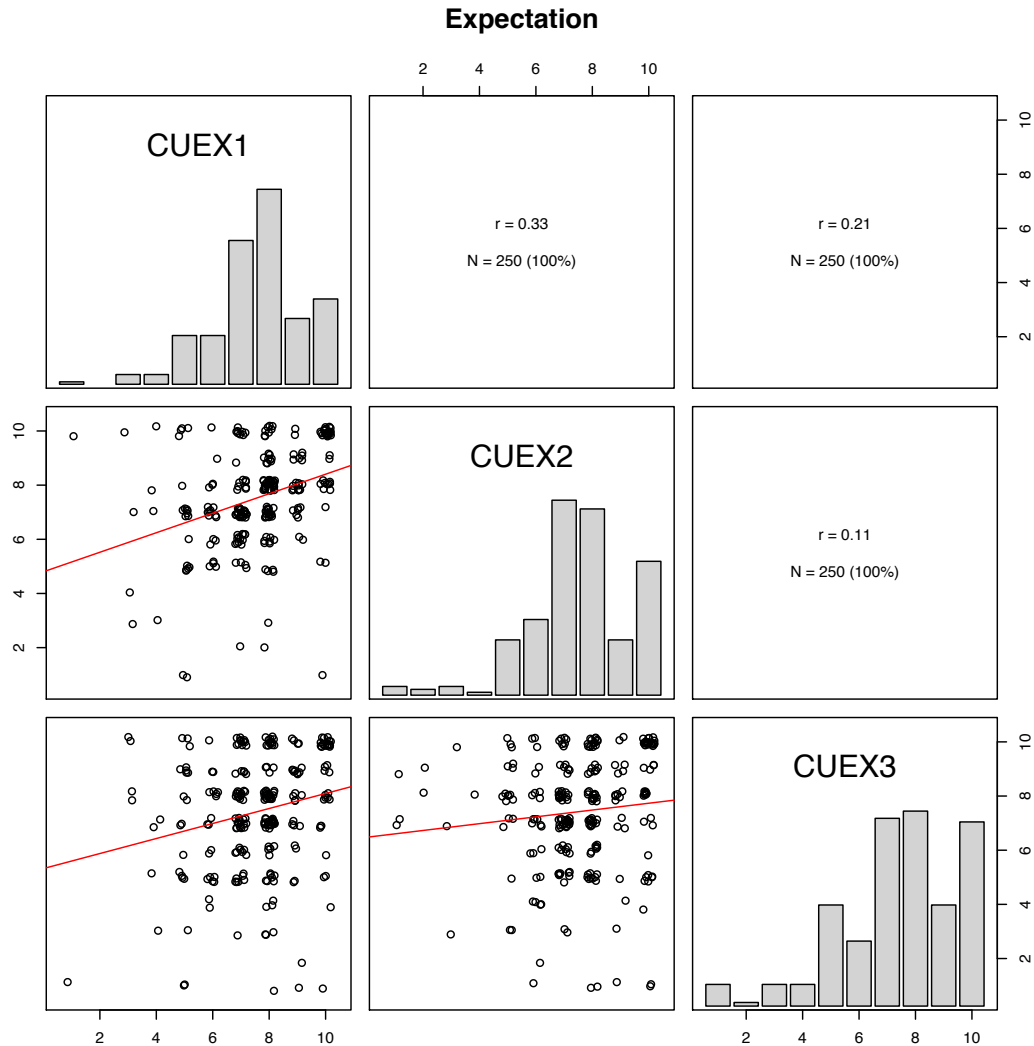 Expectation
2 4 6 8 10
CUEX1
r = 0.33
N = 250 (100%)
r = 0.21
N = 250 (100%)
10
8
6
4
2
10
8
6
4
2
CUEX2
r = 0.11
N = 250 (100%)
CUEX3
10
8
6
4
2
2 4 6 8 10
2 4 6 8 10